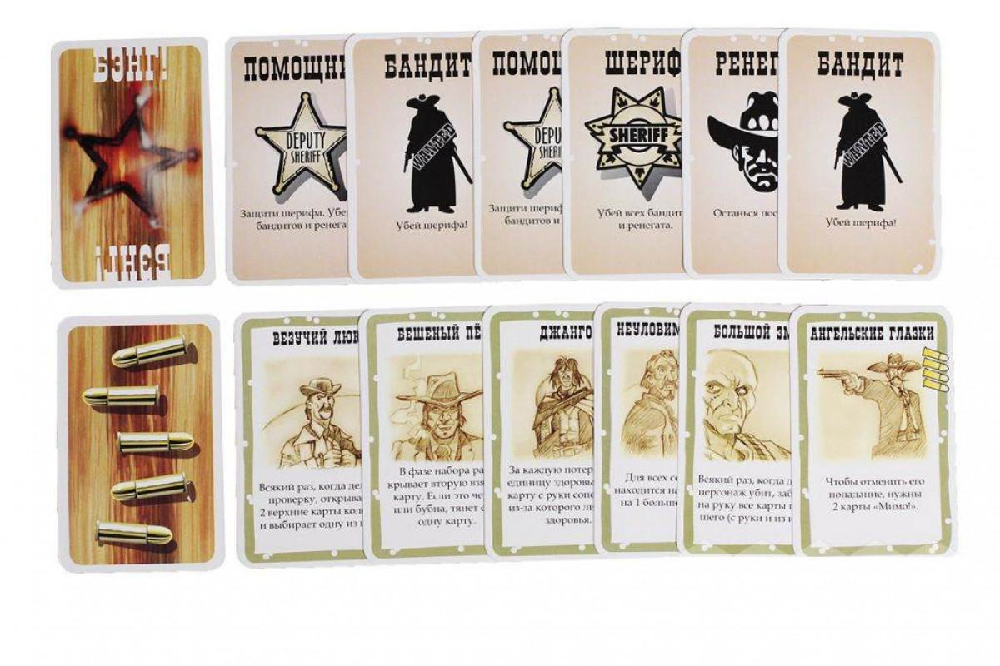 БЭНГ!
БЭНГ!
ПОМОЩНИ
DEPUTY
SHERIFF
Защити шерифа. Убе
бандитов и ренега
БАНДИТ
WANTED
Убей шерифа!
ПОМОЩ
DEPU
SHERI
Защити шериф
бандитов и
ШЕРИФ
SHERIFF
Убей всех бандит
и ренегата.
РЕНЕГ
Останься пос
БАНДИТ
WANTED
Убей шерифа!
ВЕЗУЧИЙ ЛЮК
Всякий раз, когда дел
проверку, открыва
2 верхние карты кол
и выбирает одну из н
БЕШЕНЫЙ ПЁ
В фазе набора ра
крывает вторую взя
карту. Если это че
или бубна, тянет е
одну карту.
ДЖАНГО
За каждую потер
единицу здоровь
карту с руки сопе
из-за которого ли
здоровья.
НЕУЛОВИМ
Для всех со
находится на
на 1 больше
БОЛЬШОЙ ЗМ
Всякий раз, когда д
персонаж убит, заб
на руку все карты п
шего (с руки и из и
АНГЕЛЬСКИЕ ГЛАЗКИ
Чтобы отменить его
попадание, нужны
2 карты «Мимо!».